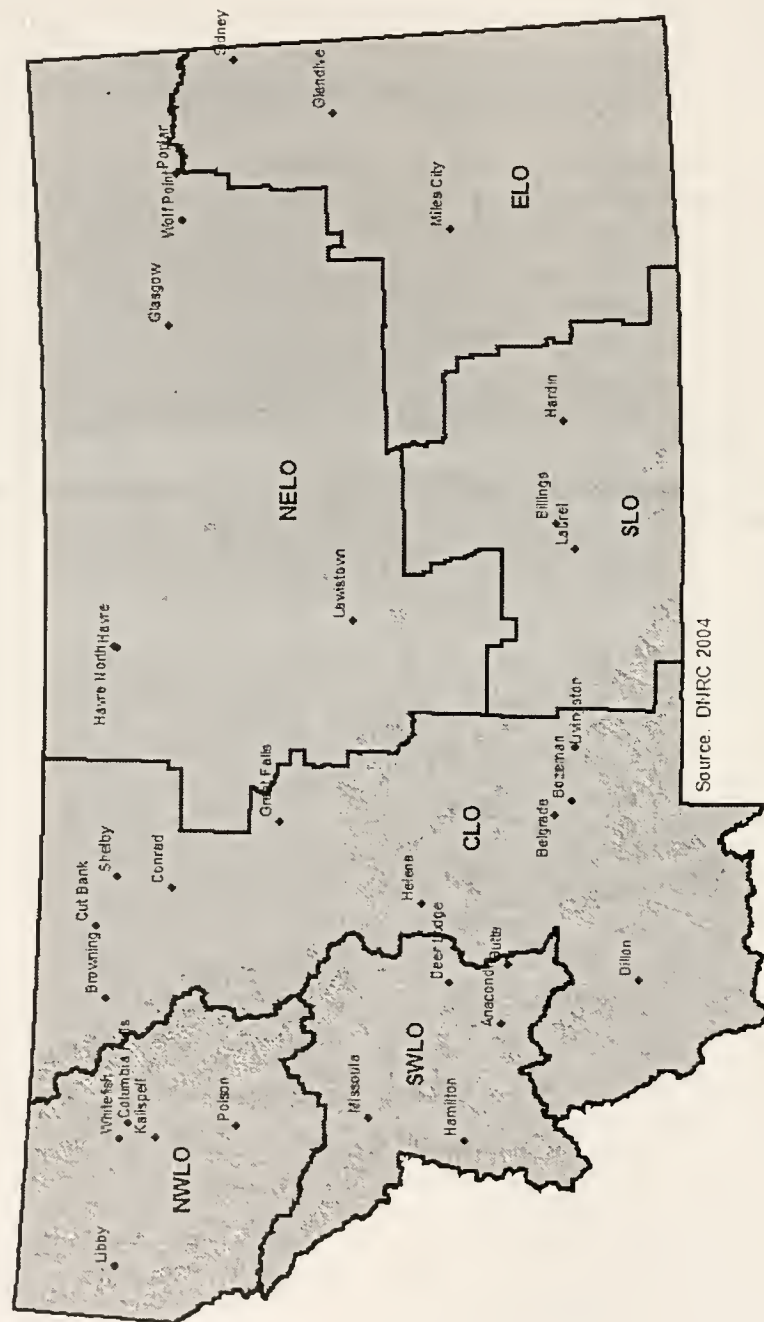 Libby
Whitefish
Columbia Falls
Kalispell
NWLO
Polson
Browning
Cut Bank
Shelby
Conrad
Great Falls
Missoula
SWLO
Hamilton
Deer Lodge
Anaconda
Butte
Helena
CLO
Belgrade
Bozeman
Livingston
Dillon
Havre North
Havre
NELO
Lewistown
Glasgow
Wolf Point
Poplar
Sidney
Glendive
Miles City
ELO
Billings
Laurel
Hardin
SLO
Source: DNRC 2004